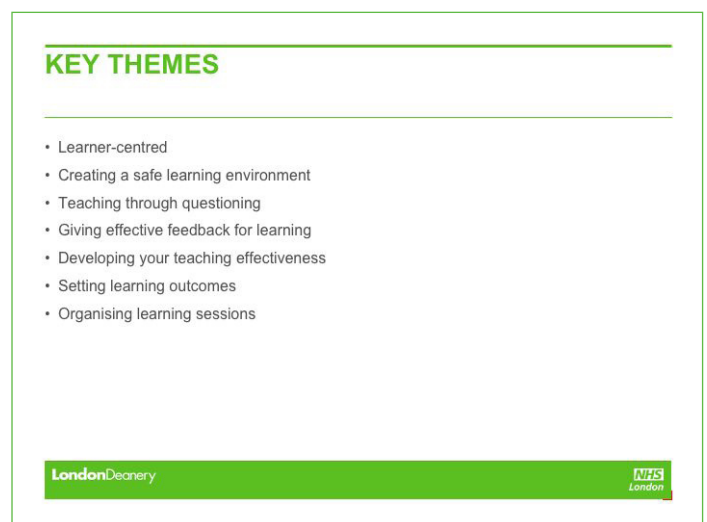 KEY THEMES
• Learner-centred
• Creating a safe learning environment
• Teaching through questioning
• Giving effective feedback for learning
• Developing your teaching effectiveness
• Setting learning outcomes
• Organising learning sessions
LondonDeanery
NHS
London